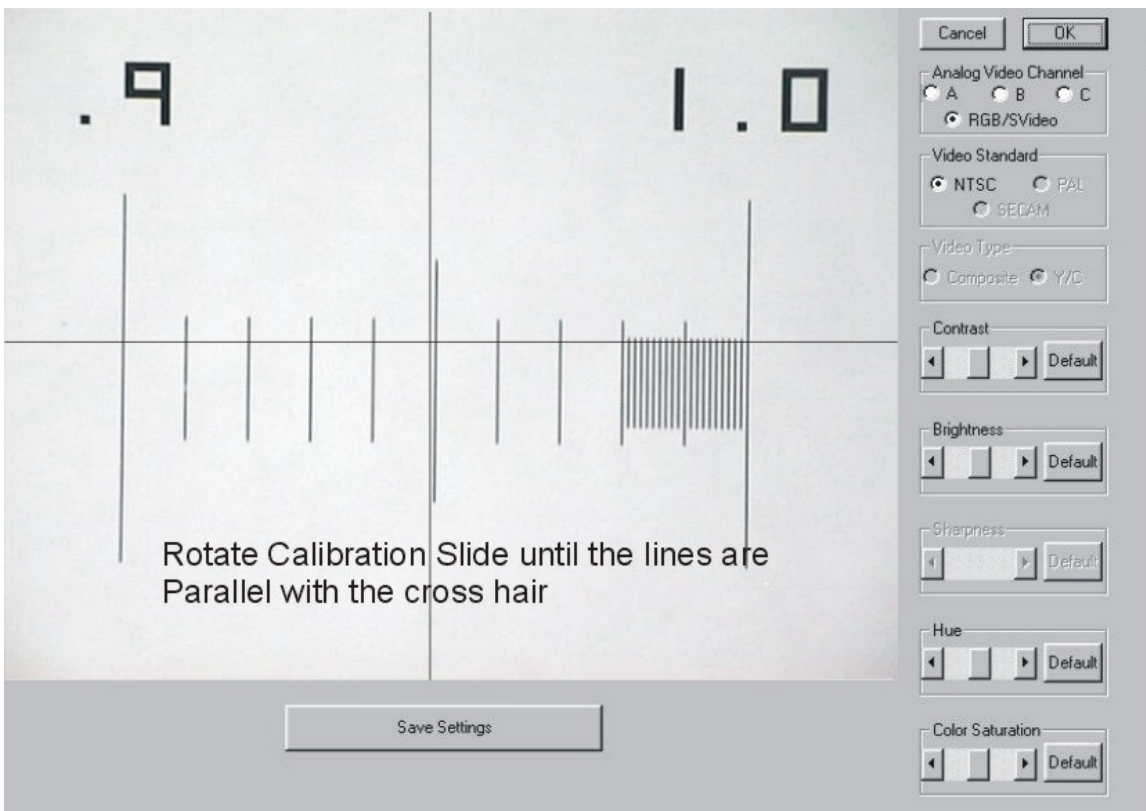 Cancel OK
.9 1.0
Analog Video Channel
A B C
RGB/SVideo
Video Standard
NTSC PAL
SECAM
Video Type
Composite Y/C
Contrast
Default
Brightness
Default
Sharpness
Default
Hue
Default
Color Saturation
Default
Rotate Calibration Slide until the lines are
Parallel with the cross hair
Save Settings